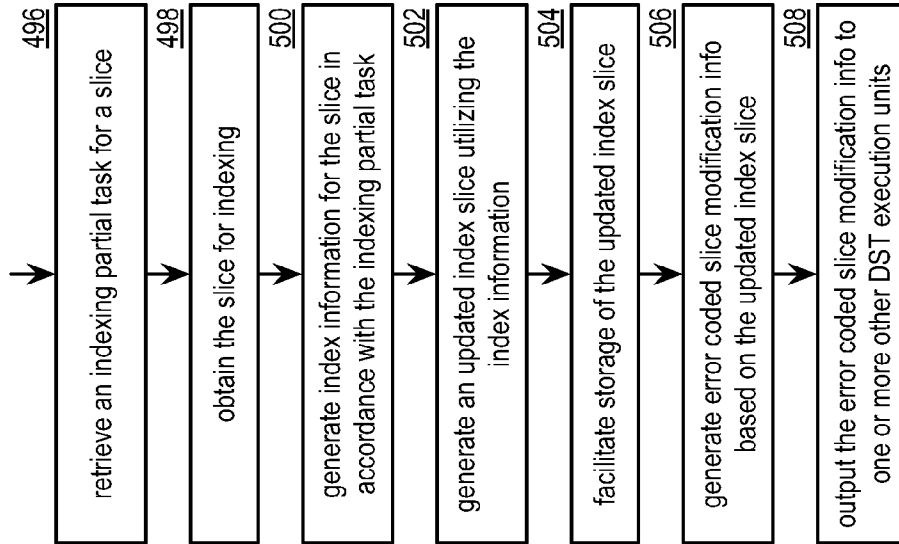 496
retrieve an indexing partial task for a slice
498
obtain the slice for indexing
500
generate index information for the slice in
accordance with the indexing partial task
502
generate an updated index slice utilizing the
index information
504
facilitate storage of the updated index slice
506
generate error coded slice modification info
based on the updated index slice
508
output the error coded slice modification info to
one or more other DST execution units